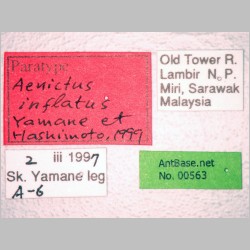 Paratype
Aenictus
inflatus
Yamane et
Hashimoto, 1999
Old Tower R.
Lambir N. P.
Miri, Sarawak
Malaysia
2 iii 1997
Sk. Yamane leg
A-6
AntBase.net
No. 00563